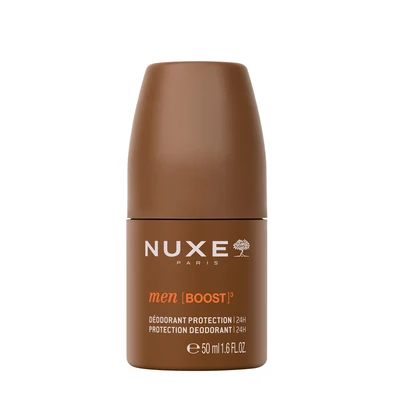 NUXE
PARIS
men [BOOST]³
DÉODORANT PROTECTION | 24H
PROTECTION DEODORANT | 24H
℮ 50 ml 1.6 FL.OZ.